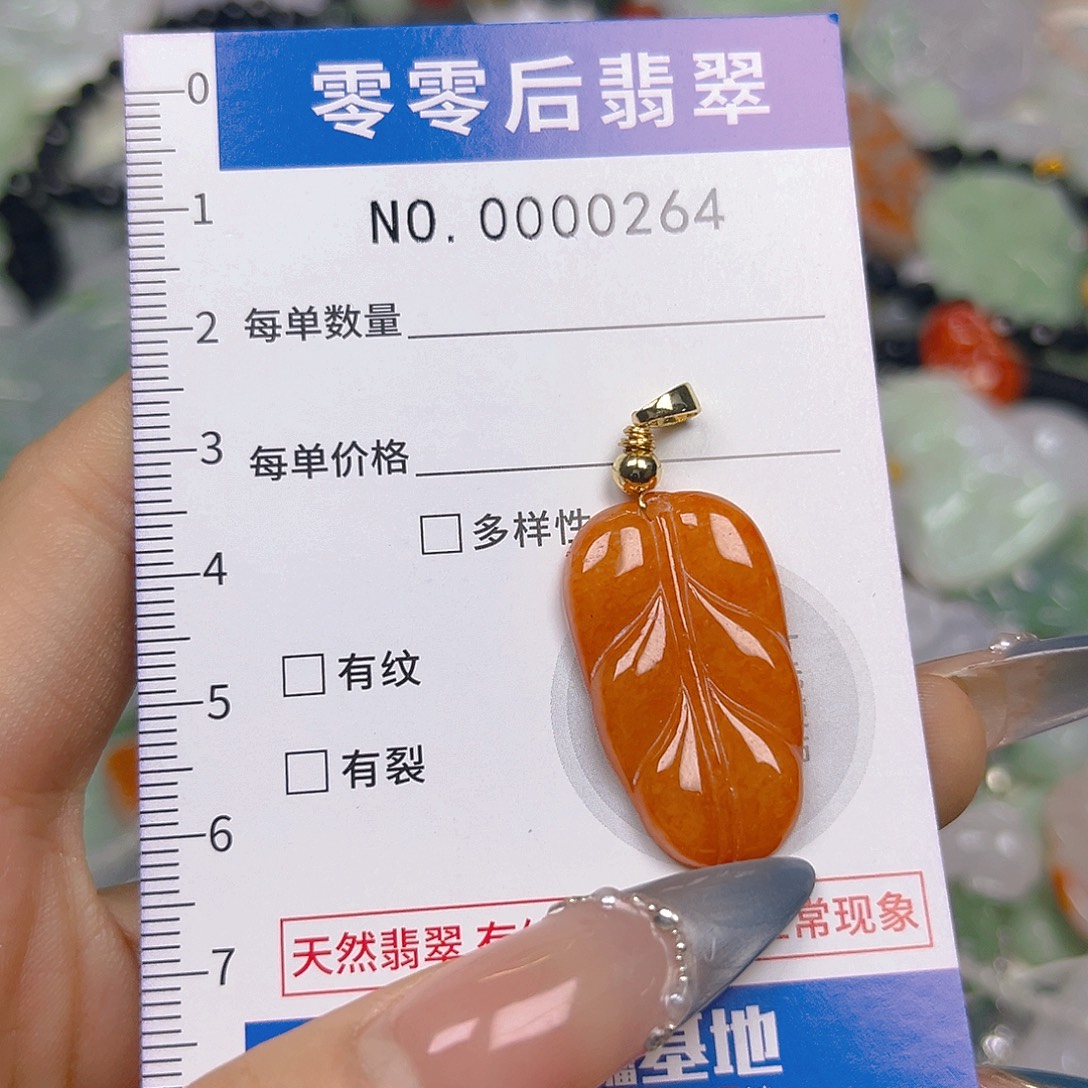 零零后翡翠
NO. 0000264
每单数量
每单价格
多样性
有纹
有裂
天然翡翠 有 常现象
基地
0
1
2
3
4
5
6
7